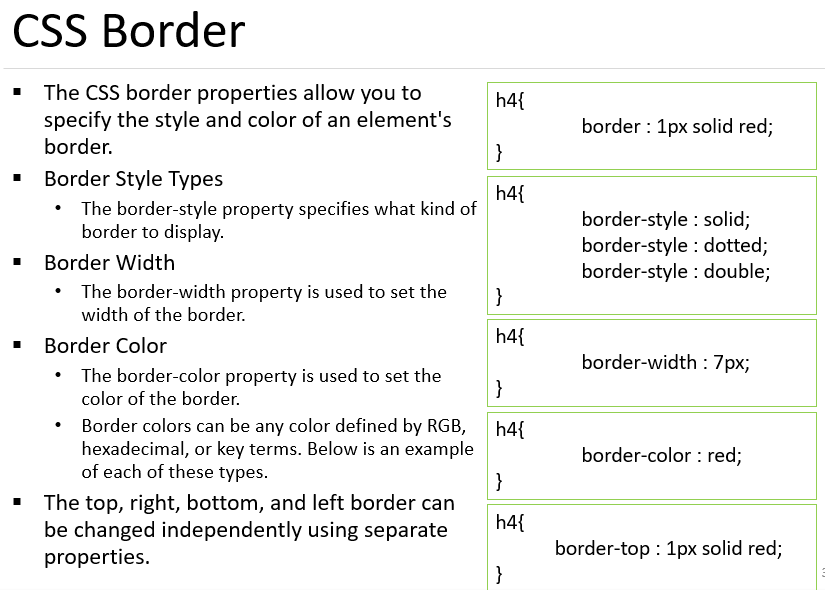 CSS Border
▪ The CSS border properties allow you to
specify the style and color of an element's
border.
▪ Border Style Types
• The border-style property specifies what kind of
border to display.
▪ Border Width
• The border-width property is used to set the
width of the border.
▪ Border Color
• The border-color property is used to set the
color of the border.
• Border colors can be any color defined by RGB,
hexadecimal, or key terms. Below is an example
of each of these types.
▪ The top, right, bottom, and left border can
be changed independently using separate
properties.
h4{
border : 1px solid red;
}
h4{
border-style : solid;
border-style : dotted;
border-style : double;
}
h4{
border-width : 7px;
}
h4{
border-color : red;
}
h4{
border-top : 1px solid red;
}